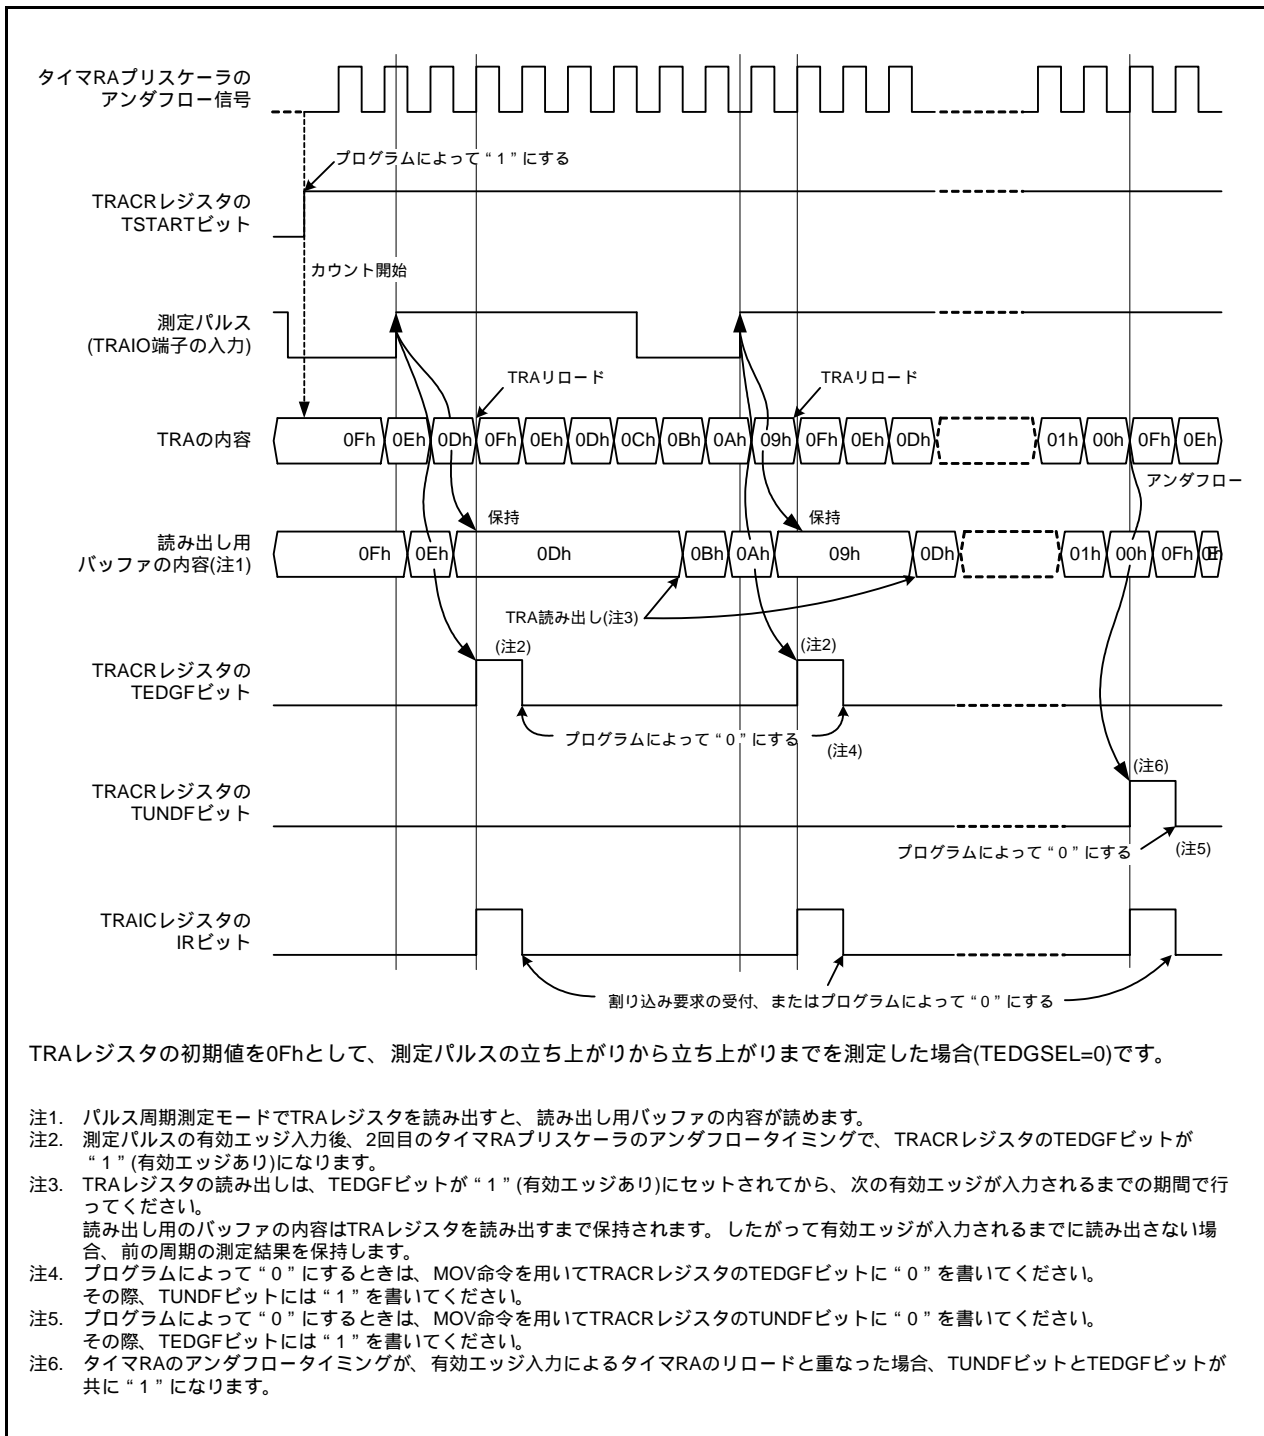 タイマRAプリスケーラの
アンダフロー信号
プログラムによって“1”にする
TRACRレジスタの
TSTARTビット
カウント開始
測定パルス
(TRAIO端子の入力)
TRAリロード
TRAリロード
TRAの内容
0Fh 0Eh 0Dh 0Fh 0Eh 0Dh 0Ch 0Bh 0Ah 09h 0Fh 0Eh 0Dh 01h 00h 0Fh 0Eh
アンダフロー
保持
保持
読み出し用
バッファの内容(注1)
0Fh 0Eh 0Dh 0Bh 0Ah 09h 0Dh 01h 00h 0Fh 0Eh
TRA読み出し(注3)
(注2)
(注2)
TRACRレジスタの
TEDGFビット
プログラムによって“0”にする
(注4)
(注6)
TRACRレジスタの
TUNDFビット
プログラムによって“0”にする
(注5)
TRAICレジスタの
IRビット
割り込み要求の受付、またはプログラムによって“0”にする
TRAレジスタの初期値を0Fhとして、測定パルスの立ち上がりから立ち上がりまでを測定した場合(TEDGSEL=0)です。
注1. パルス周期測定モードでTRAレジスタを読み出すと、読み出し用バッファの内容が読めます。
注2. 測定パルスの有効エッジ入力後、2回目のタイマRAプリスケーラのアンダフロータイミングで、TRACRレジスタのTEDGFビットが
“1”(有効エッジあり)になります。
注3. TRAレジスタの読み出しは、TEDGFビットが“1”(有効エッジあり)にセットされてから、次の有効エッジが入力されるまでの期間で行
ってください。
読み出し用のバッファの内容はTRAレジスタを読み出すまで保持されます。したがって有効エッジが入力されるまでに読み出さない場
合、前の周期の測定結果を保持します。
注4. プログラムによって“0”にするときは、MOV命令を用いてTRACRレジスタのTEDGFビットに“0”を書いてください。
その際、TUNDFビットには“1”を書いてください。
注5. プログラムによって“0”にするときは、MOV命令を用いてTRACRレジスタのTUNDFビットに“0”を書いてください。
その際、TEDGFビットには“1”を書いてください。
注6. タイマRAのアンダフロータイミングが、有効エッジ入力によるタイマRAのリロードと重なった場合、TUNDFビットとTEDGFビットが
共に“1”になります。